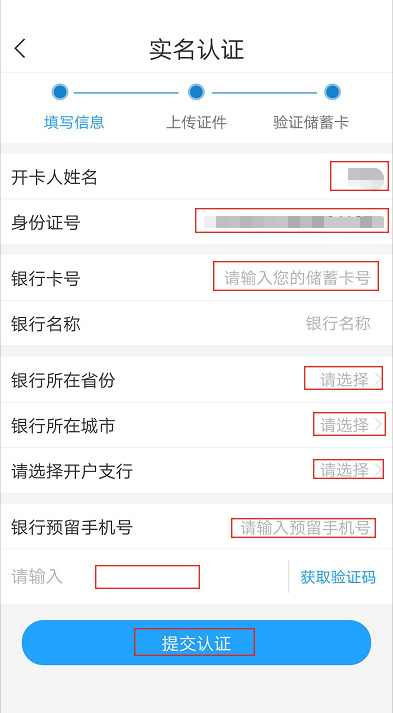 实名认证
填写信息 上传证件 验证储蓄卡
开卡人姓名
身份证号
银行卡号 请输入您的储蓄卡号
银行名称 银行名称
银行所在省份 请选择
银行所在城市 请选择
请选择开户支行 请选择
银行预留手机号 请输入预留手机号
请输入 获取验证码
提交认证